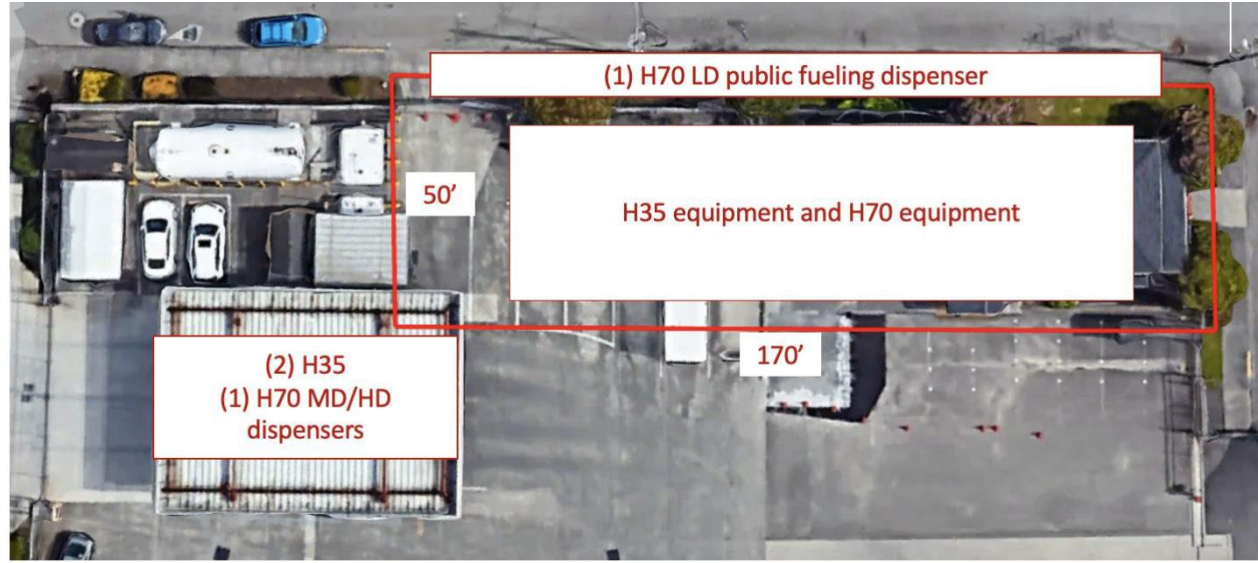 (1) H70 LD public fueling dispenser
50’
H35 equipment and H70 equipment
170’
(2) H35
(1) H70 MD/HD
dispensers